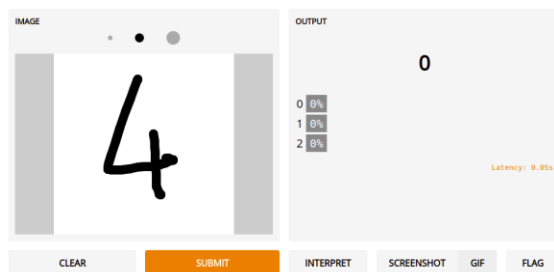 IMAGE
4
CLEAR
SUBMIT
OUTPUT
0
0 0%
1 0%
2 0%
Latency: 0.05s
INTERPRET
SCREENSHOT
GIF
FLAG